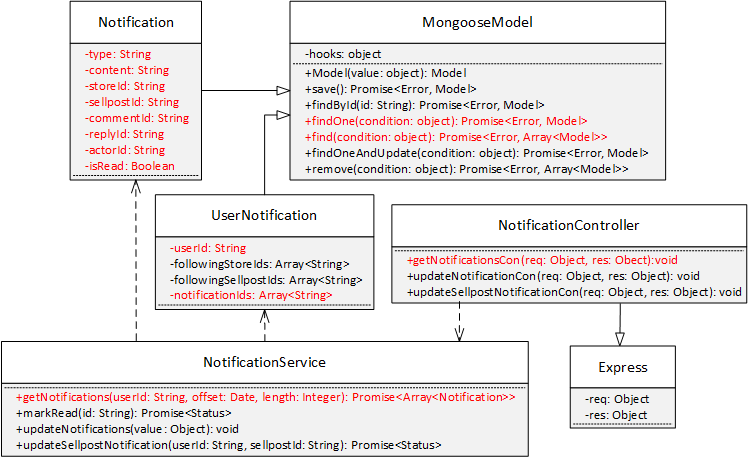 Notification
-type: String
-content: String
-storeId: String
-sellpostId: String
-commentId: String
-replyId: String
-actorId: String
-isRead: Boolean
MongooseModel
-hooks: object
+Model(value: object): Model
+save(): Promise<Error, Model>
+findById(id: String): Promise<Error, Model>
+findOne(condition: object): Promise<Error, Model>
+find(condition: object): Promise<Error, Array<Model>>
+findOneAndUpdate(condition: object): Promise<Error, Model>
+remove(condition: object): Promise<Error, Array<Model>>
UserNotification
-userId: String
-followingStoreIds: Array<String>
-followingSellpostIds: Array<String>
-notificationIds: Array<String>
NotificationController
+getNotificationsCon(req: Object, res: Obect):void
+updateNotificationCon(req: Object, res: Object): void
+updateSellpostNotificationCon(req: Object, res: Object): void
NotificationService
+getNotifications(userId: String, offset: Date, length: Integer): Promise<Array<Notification>>
+markRead(id: String): Promise<Status>
+updateNotifications(value: Object): void
+updateSellpostNotification(userId: String, sellpostId: String): Promise<Status>
Express
-req: Object
-res: Object